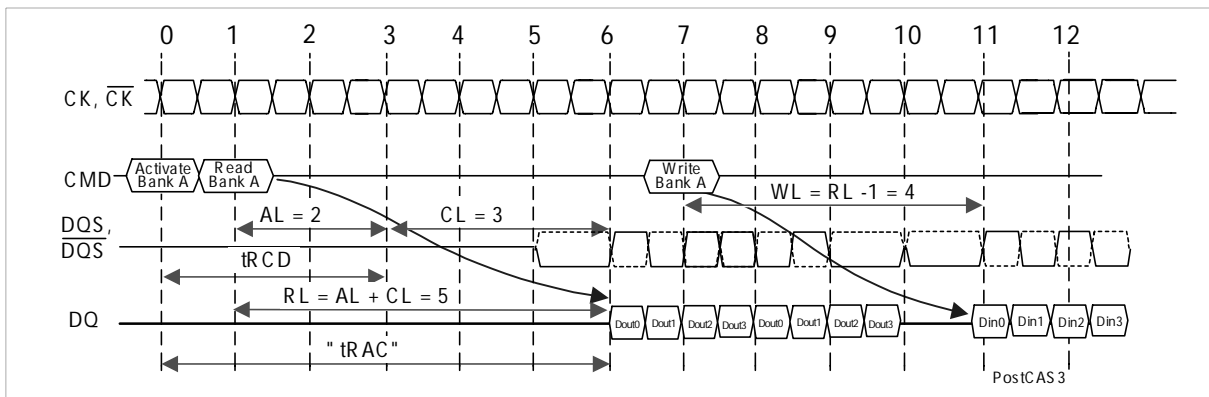 0 1 2 3 4 5 6 7 8 9 10 11 12
CK, CK
CMD
Activate Bank A
Read Bank A
Write Bank A
WL = RL -1 = 4
AL = 2
CL = 3
DQS,
DQS
tRCD
RL = AL + CL = 5
DQ
Dout0 Dout1 Dout2 Dout3 Dout0 Dout1 Dout2 Dout3
Din0 Din1 Din2 Din3
"tRAC"
PostCAS3